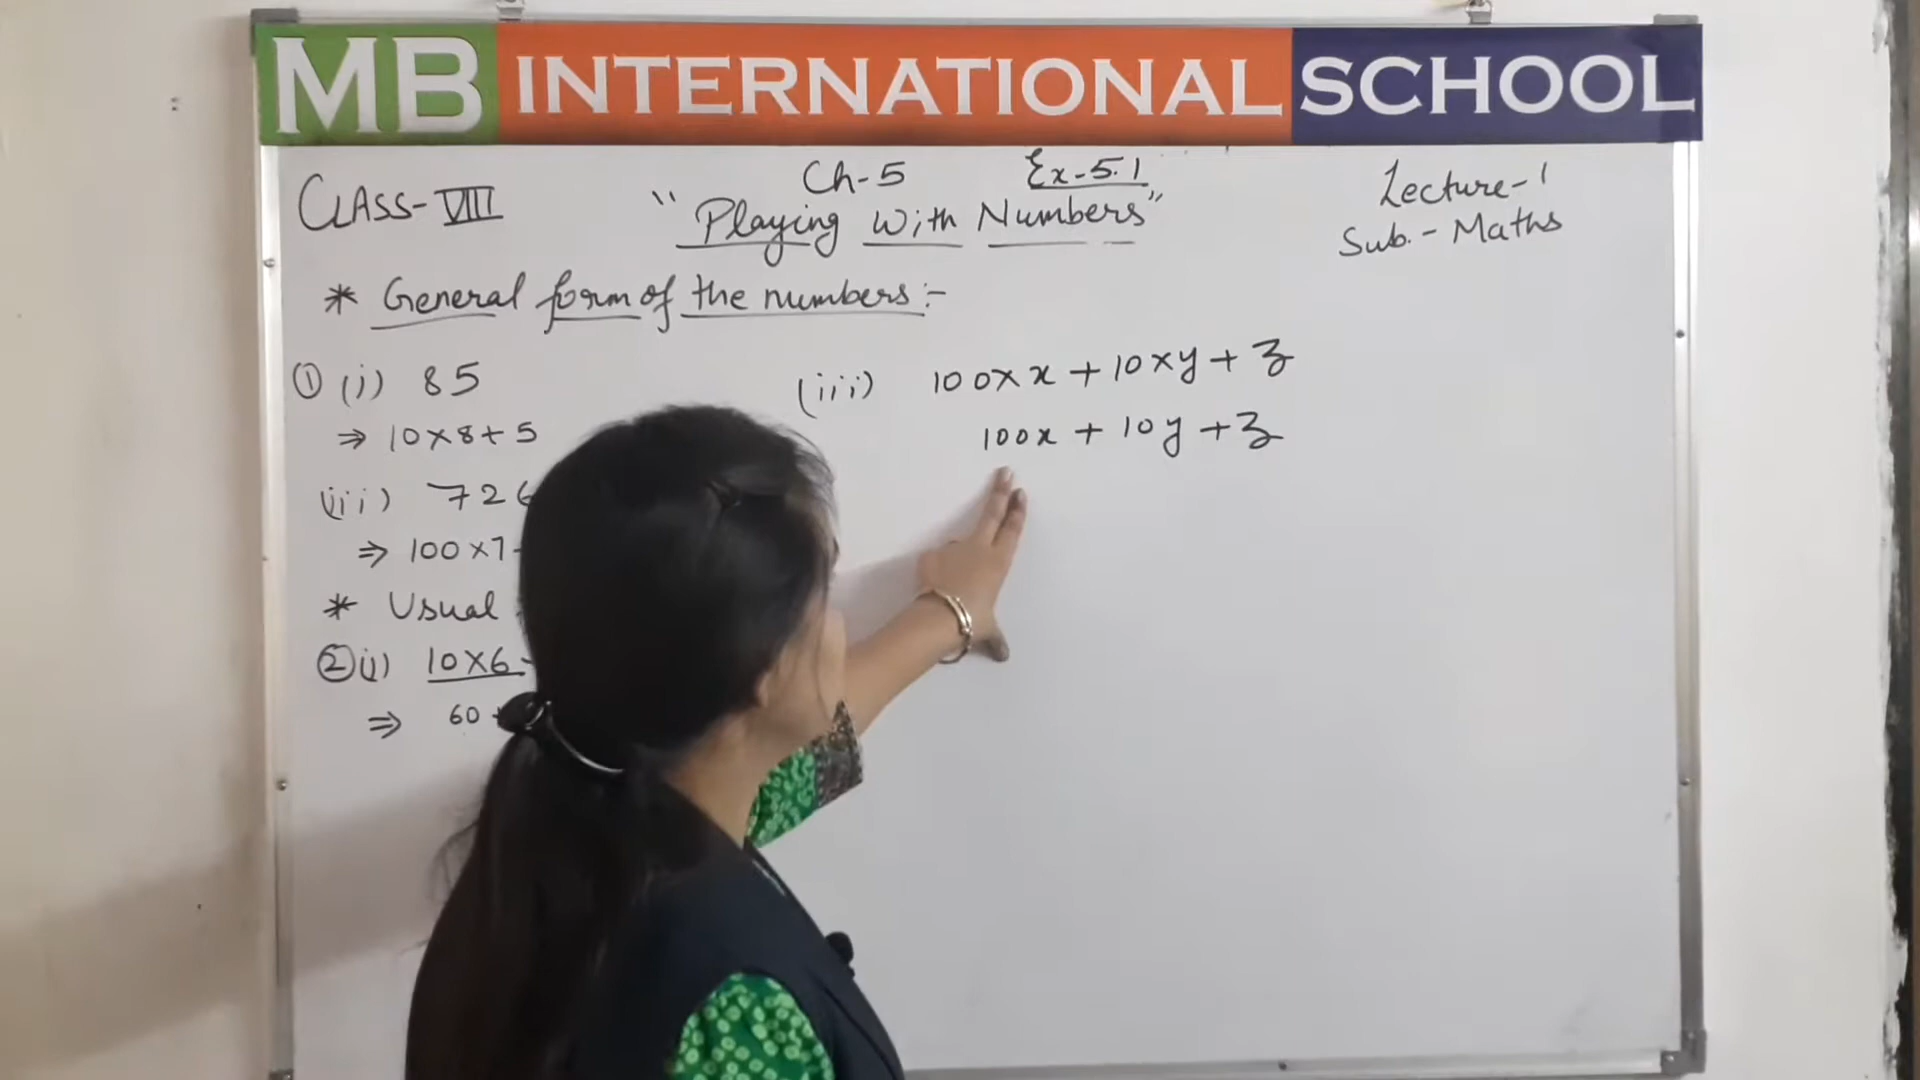 MB INTERNATIONAL SCHOOL
CLASS-VIII
Ch-5 Ex-5.1
"Playing With Numbers"
Lecture-1
Sub.- Maths
* General form of the numbers:-
① (i) 85
⇒ 10×8+5
(iii) 726
⇒ 100×7
* Usual
② (i) 10×6
⇒ 60
(iii) 100×x + 10×y + z
100x + 10y + z